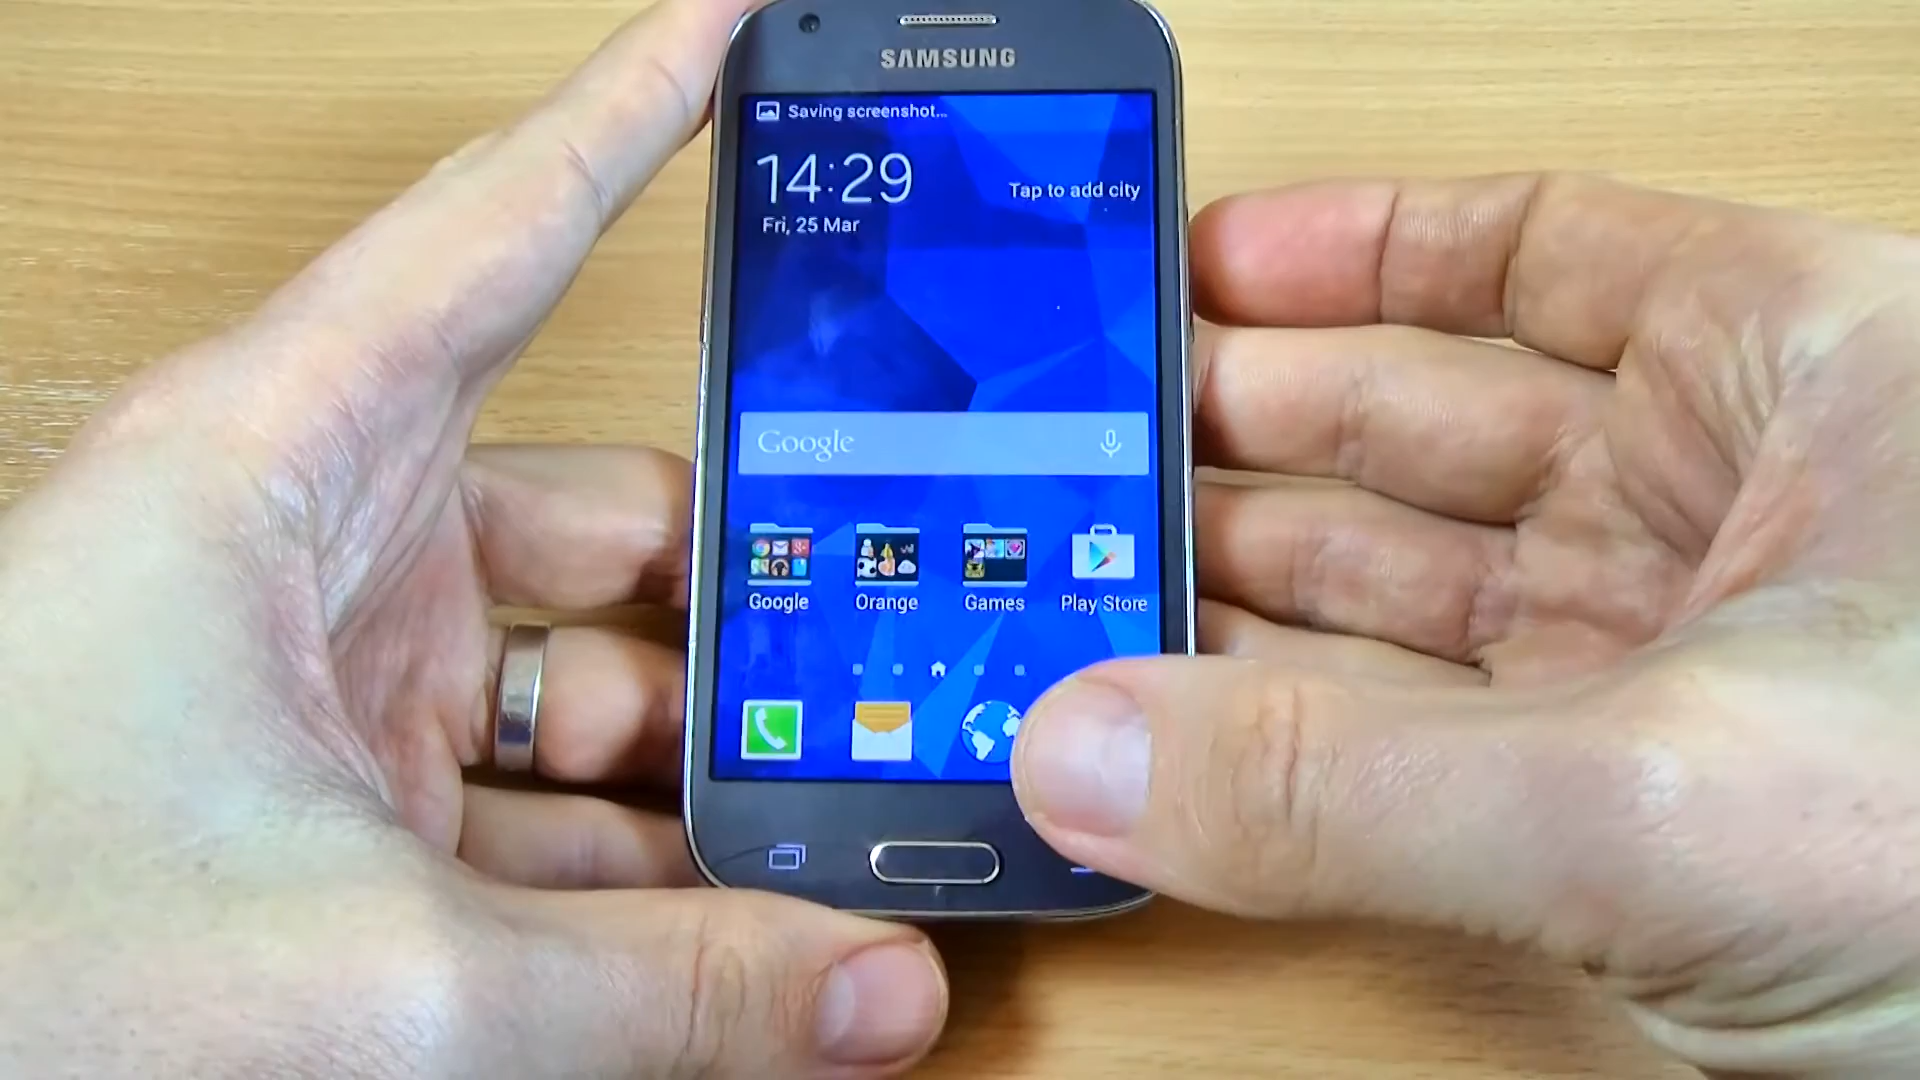 SAMSUNG
Saving screenshot...
14:29
Tap to add city
Fri, 25 Mar
Google
Google
Orange
Games
Play Store